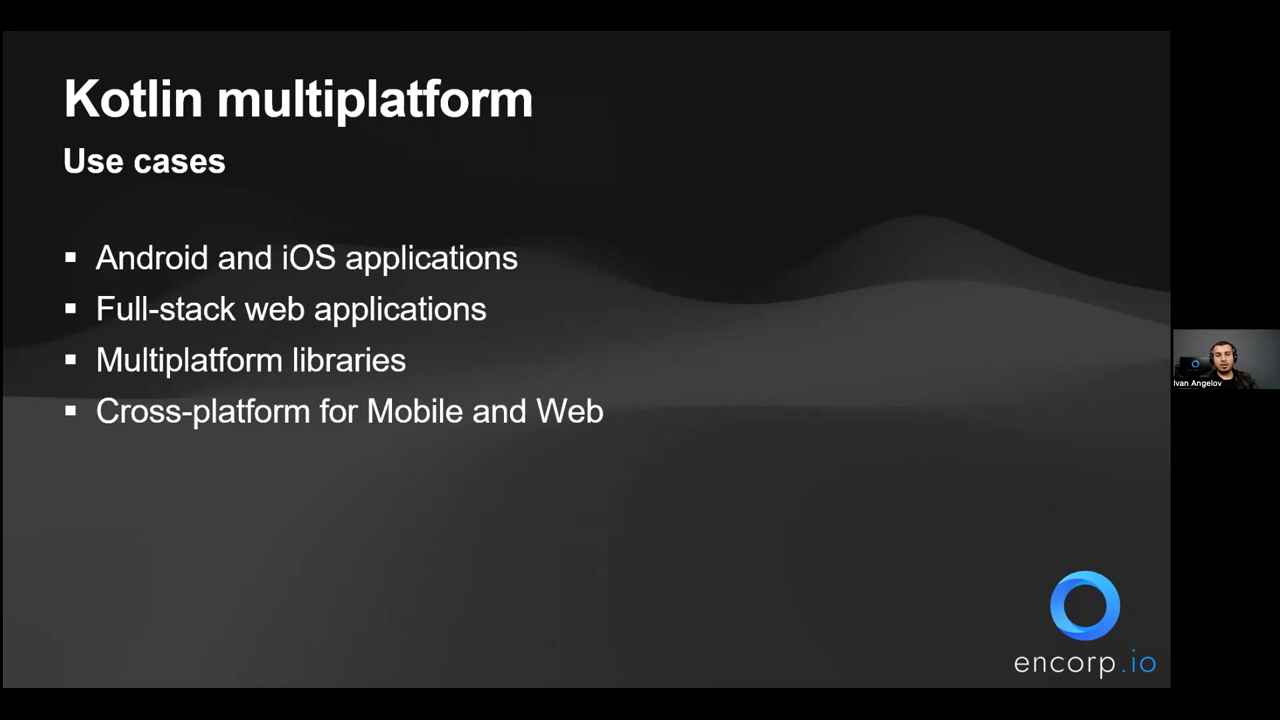 Kotlin multiplatform
Use cases
▪ Android and iOS applications
▪ Full-stack web applications
▪ Multiplatform libraries
▪ Cross-platform for Mobile and Web
Ivan Angelov
encorp.io